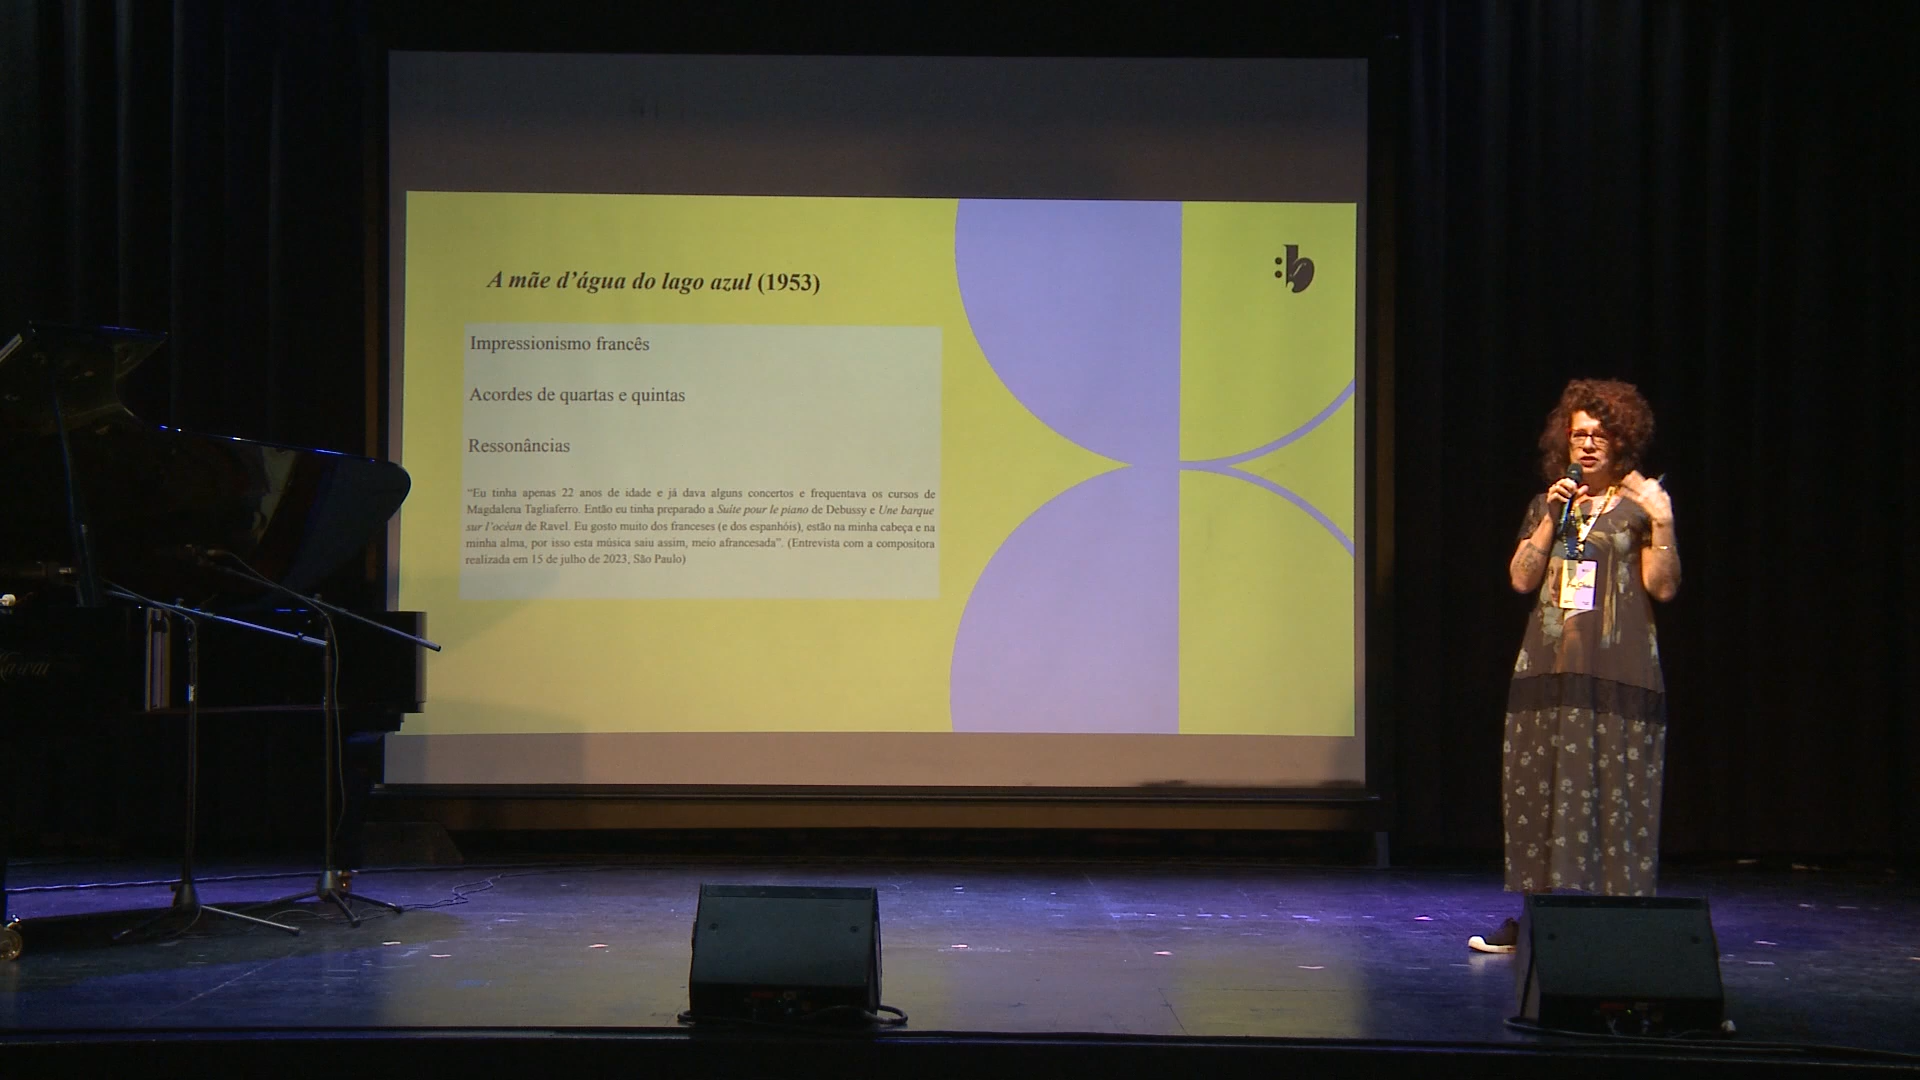 A mãe d'água do lago azul (1953)
Impressionismo francês
Acordes de quartas e quintas
Ressonâncias
"Eu tinha apenas 22 anos de idade e já dava alguns concertos e frequentava os cursos de
Magdalena Tagliaferro. Então eu tinha preparado a Suite pour le piano de Debussy e Une barque
sur l'océan de Ravel. Eu gosto muito dos franceses (e dos espanhóis), estão na minha cabeça e na
minha alma, por isso esta música saiu assim, meio afrancesada". (Entrevista com a compositora
realizada em 15 de julho de 2023, São Paulo)